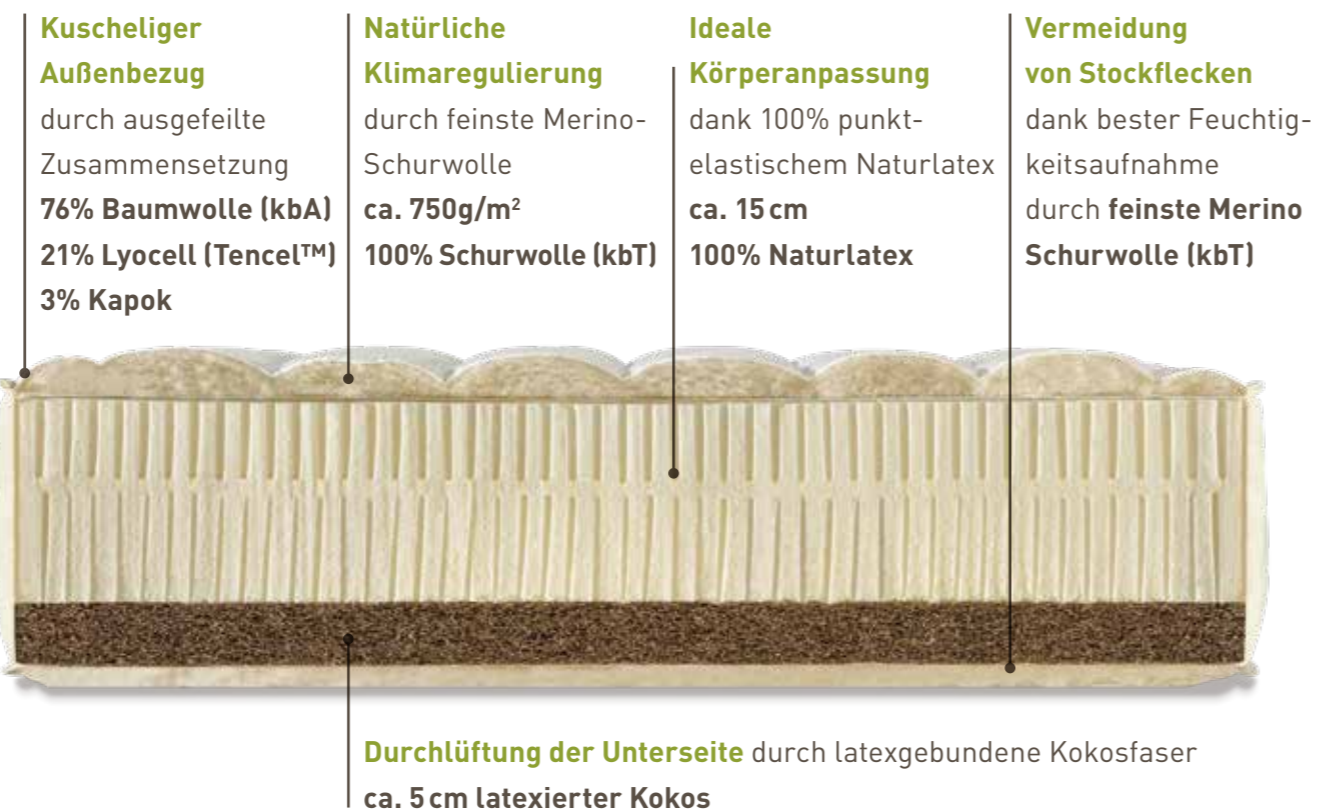 Kuscheliger
Außenbezug
durch ausgefeilte
Zusammensetzung
76% Baumwolle (kbA)
21% Lyocell (Tencel™)
3% Kapok
Natürliche
Klimaregulierung
durch feinste Merino-
Schurwolle
ca. 750g/m²
100% Schurwolle (kbT)
Ideale
Körperanpassung
dank 100% punkt-
elastischem Naturlatex
ca. 15 cm
100% Naturlatex
Vermeidung
von Stockflecken
dank bester Feuchtig-
keitsaufnahme
durch feinste Merino
Schurwolle (kbT)
Durchlüftung der Unterseite durch latexgebundene Kokosfaser
ca. 5 cm latexierter Kokos